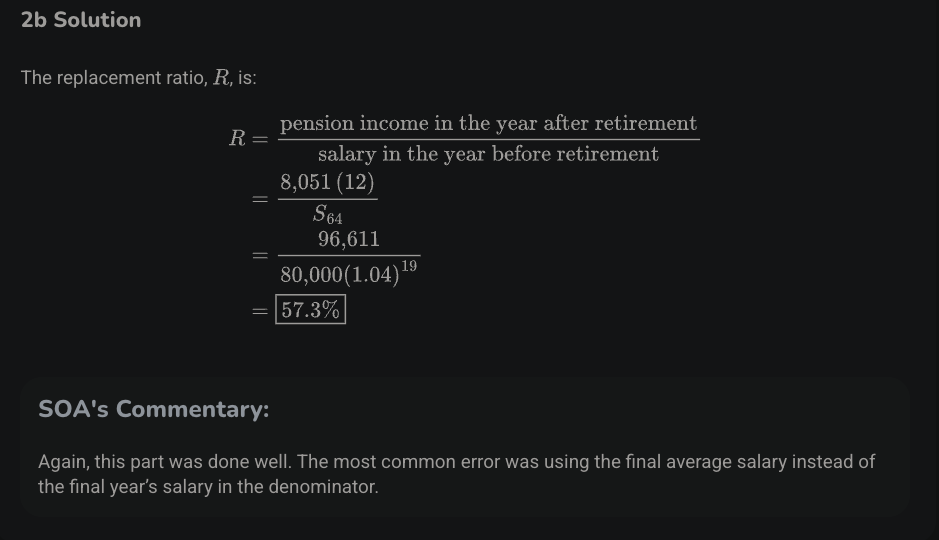 2b Solution
The replacement ratio, R, is:
R = pension income in the year after retirement / salary in the year before retirement
= 8,051 (12) / S_64
= 96,611 / 80,000(1.04)^19
= 57.3%
SOA's Commentary:
Again, this part was done well. The most common error was using the final average salary instead of
the final year’s salary in the denominator.